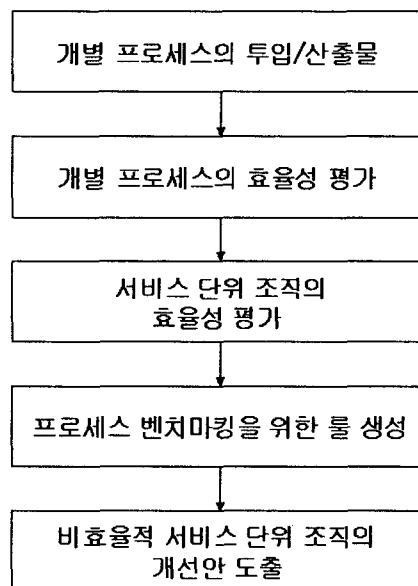 개별 프로세스의 투입/산출물
개별 프로세스의 효율성 평가
서비스 단위 조직의
효율성 평가
프로세스 벤치마킹을 위한 룰 생성
비효율적 서비스 단위 조직의
개선안 도출